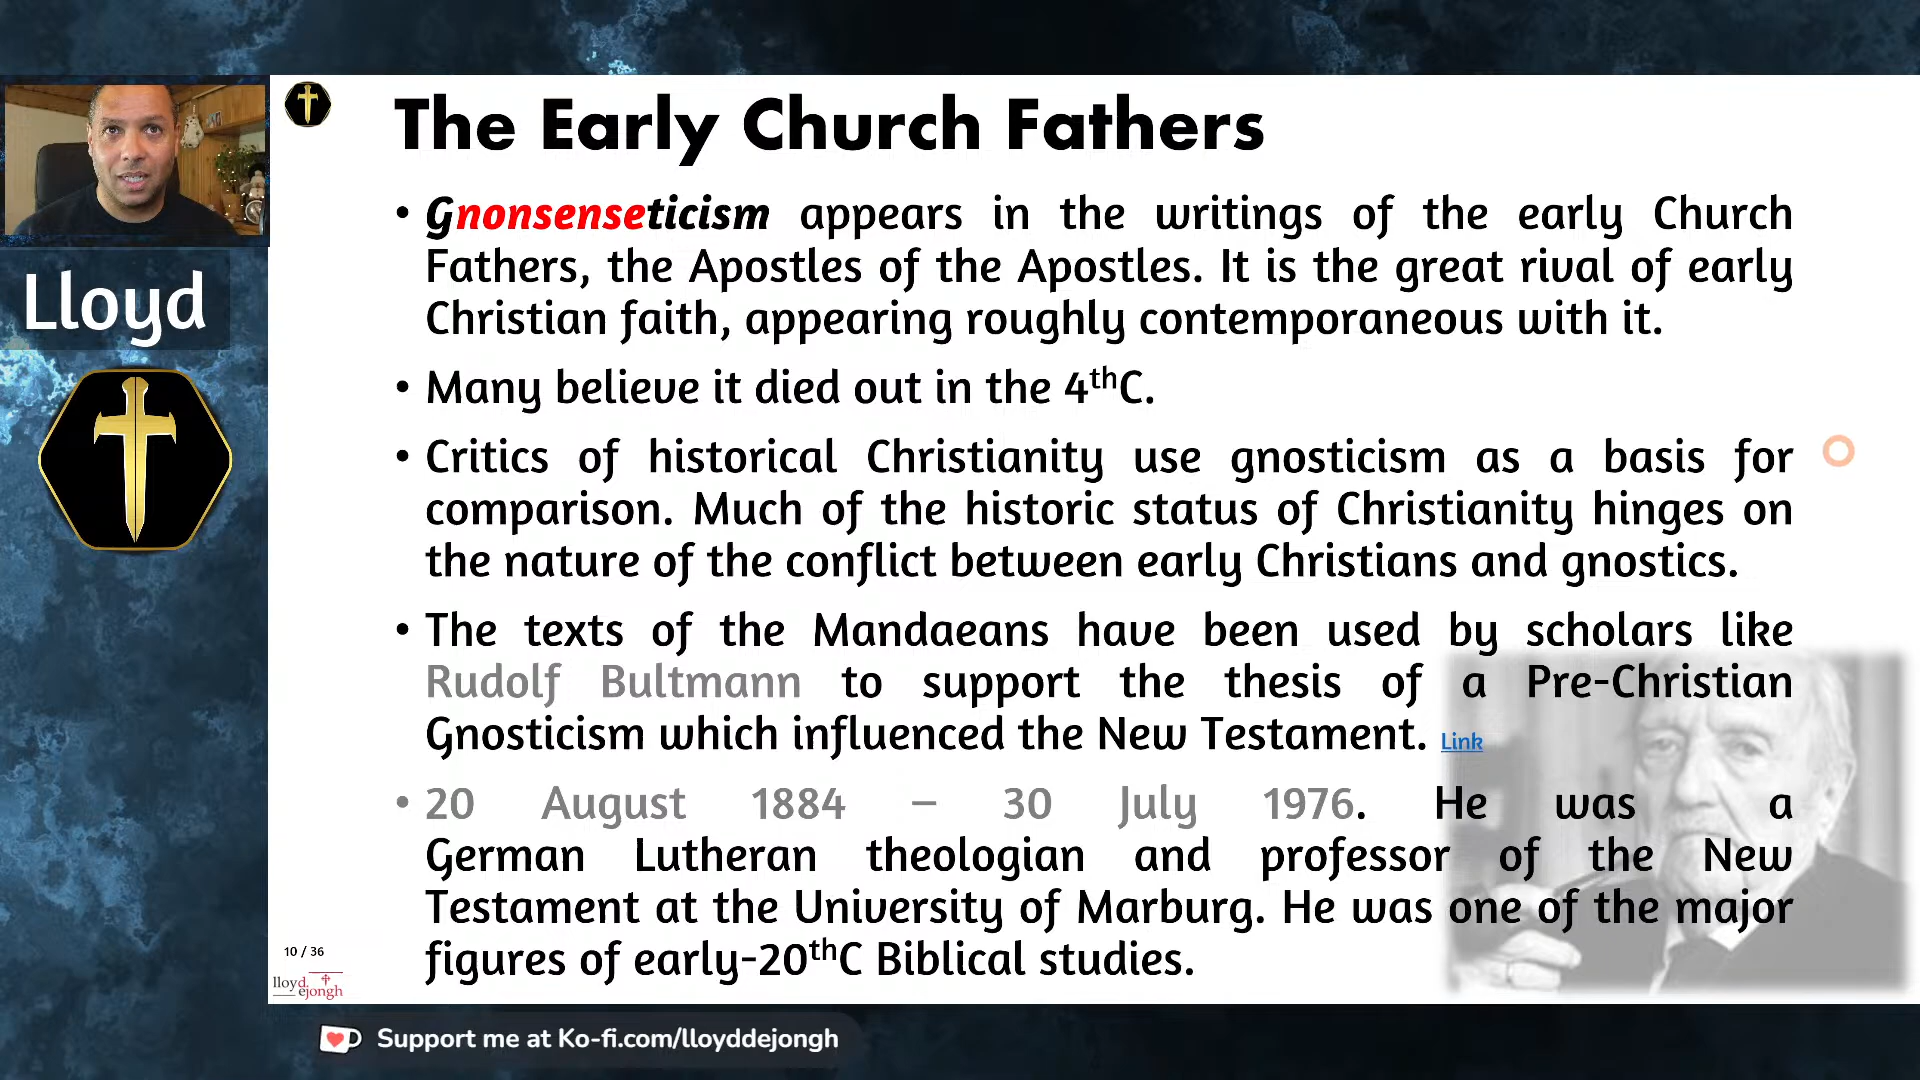 The Early Church Fathers
• Gnonsenseticism appears in the writings of the early Church
Fathers, the Apostles of the Apostles. It is the great rival of early
Christian faith, appearing roughly contemporaneous with it.
• Many believe it died out in the 4thC.
• Critics of historical Christianity use gnosticism as a basis for
comparison. Much of the historic status of Christianity hinges on
the nature of the conflict between early Christians and gnostics.
• The texts of the Mandaeans have been used by scholars like
Rudolf Bultmann to support the thesis of a Pre-Christian
Gnosticism which influenced the New Testament. Link
• 20 August 1884 – 30 July 1976. He was a
German Lutheran theologian and professor of the New
Testament at the University of Marburg. He was one of the major
figures of early-20thC Biblical studies.
Lloyd
10 / 36
lloyd
ejongh
Support me at Ko-fi.com/lloyddejongh